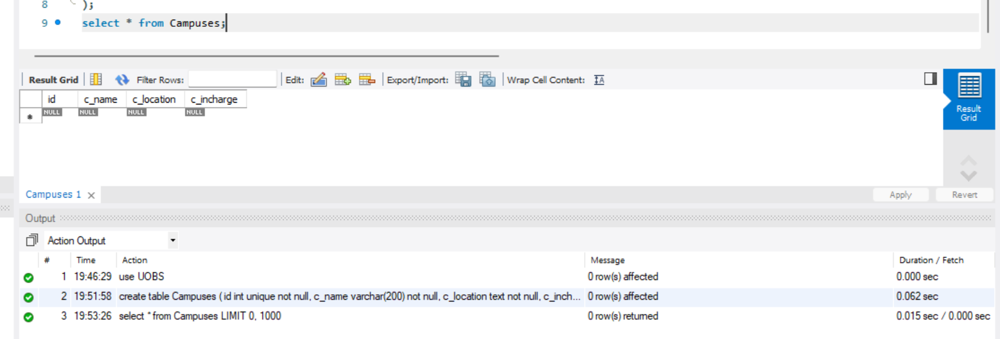 8 );
9 select * from Campuses;
Result Grid Filter Rows: Edit: Export/Import: Wrap Cell Content: IA
id c_name c_location c_incharge
NULL NULL NULL NULL
Result
Grid
Campuses 1 ×
Apply Revert
Output
Action Output
# Time Action Message Duration / Fetch
1 19:46:29 use UOBS 0 row(s) affected 0.000 sec
2 19:51:58 create table Campuses ( id int unique not null, c_name varchar(200) not null, c_location text not null, c_inch... 0 row(s) affected 0.062 sec
3 19:53:26 select * from Campuses LIMIT 0, 1000 0 row(s) returned 0.015 sec / 0.000 sec